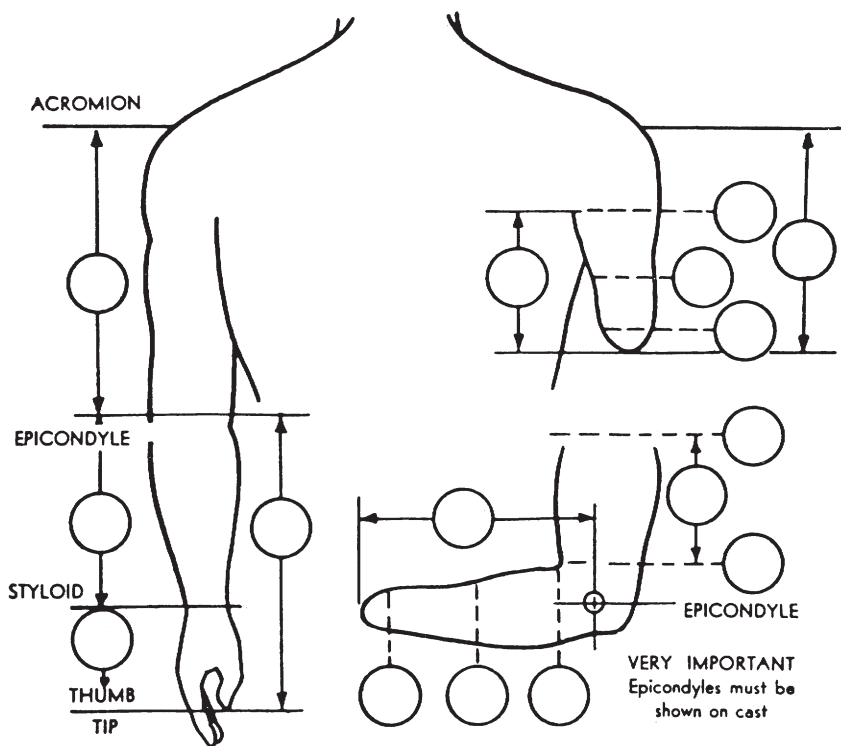 ACROMION
EPICONDYLE
STYLOID
THUMB
TIP
EPICONDYLE
VERY IMPORTANT
Epicondyles must be
shown on cast